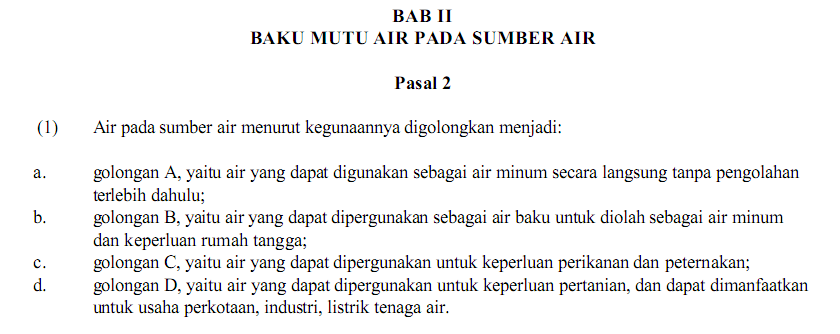 BAB II
BAKU MUTU AIR PADA SUMBER AIR
Pasal 2
(1) Air pada sumber air menurut kegunaannya digolongkan menjadi:
a. golongan A, yaitu air yang dapat digunakan sebagai air minum secara langsung tanpa pengolahan
terlebih dahulu;
b. golongan B, yaitu air yang dapat dipergunakan sebagai air baku untuk diolah sebagai air minum
dan keperluan rumah tangga;
c. golongan C, yaitu air yang dapat dipergunakan untuk keperluan perikanan dan peternakan;
d. golongan D, yaitu air yang dapat dipergunakan untuk keperluan pertanian, dan dapat dimanfaatkan
untuk usaha perkotaan, industri, listrik tenaga air.